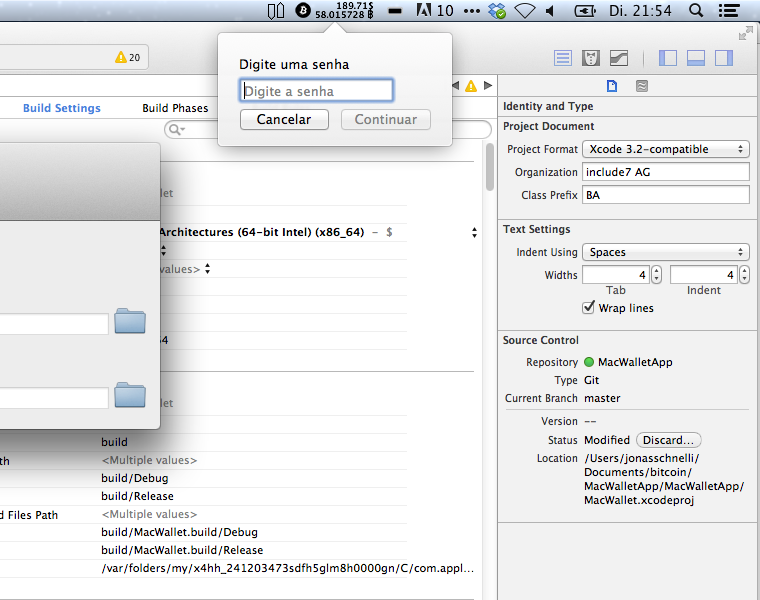 189.71$
58.015728 ฿
10
Di. 21:54
20
Digite uma senha
Digite a senha
Cancelar
Continuar
Build Settings
Build Phases
Architectures (64-bit Intel) (x86_64) – $
values>
64
build
<Multiple values>
build/Debug
build/Release
d Files Path
<Multiple values>
build/MacWallet.build/Debug
build/MacWallet.build/Release
/var/folders/my/x4hh_241203473sdfh5glm8h0000gn/C/com.appl...
Identity and Type
Project Document
Project Format
Xcode 3.2-compatible
Organization
include7 AG
Class Prefix
BA
Text Settings
Indent Using
Spaces
Widths
4
4
Tab
Indent
Wrap lines
Source Control
Repository
MacWalletApp
Type
Git
Current Branch
master
Version
--
Status
Modified
Discard...
Location
/Users/jonasschnelli/
Documents/bitcoin/
MacWalletApp/MacWalletApp/
MacWallet.xcodeproj